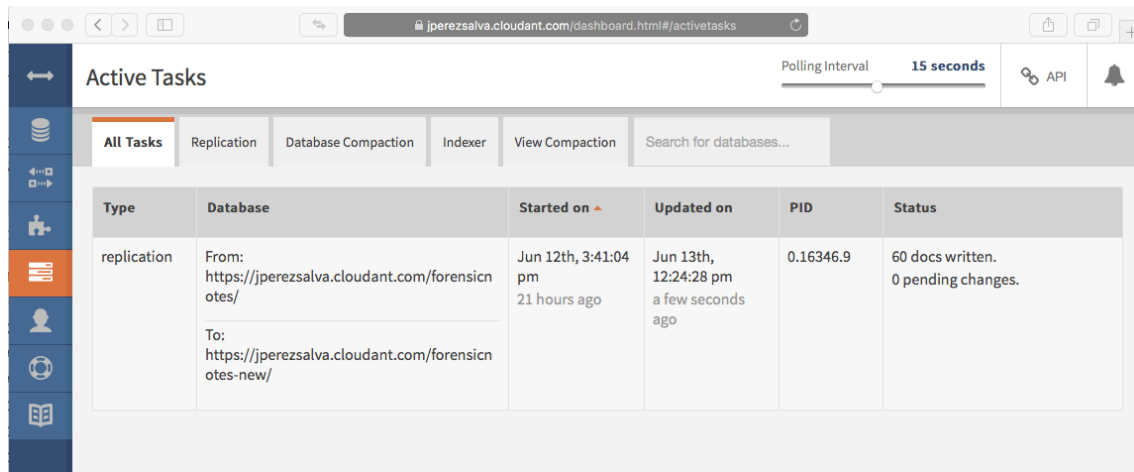 jperezsalva.cloudant.com/dashboard.html#/activetasks
Active Tasks
Polling Interval 15 seconds
API
All Tasks
Replication
Database Compaction
Indexer
View Compaction
Search for databases...
Type Database Started on Updated on PID Status
replication
From:
https://jperezsalva.cloudant.com/forensicn
otes/
To:
https://jperezsalva.cloudant.com/forensicn
otes-new/
Jun 12th, 3:41:04
pm
21 hours ago
Jun 13th,
12:24:28 pm
a few seconds
ago
0.16346.9
60 docs written.
0 pending changes.